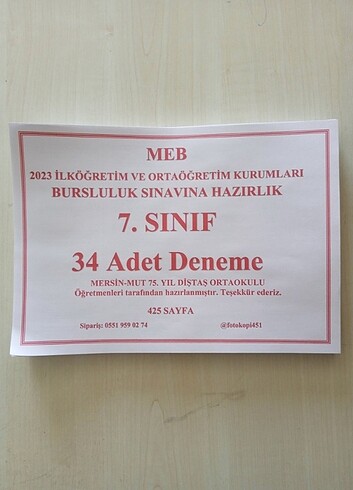 MEB
2023 İLKÖĞRETİM VE ORTAÖĞRETİM KURUMLARI
BURSLULUK SINAVINA HAZIRLIK
7. SINIF
34 Adet Deneme
MERSİN-MUT 75. YIL DİŞTAŞ ORTAOKULU
Öğretmenleri tarafından hazırlanmıştır. Teşekkür ederiz.
425 SAYFA
Sipariş: 0551 959 02 74 @fotokopi451